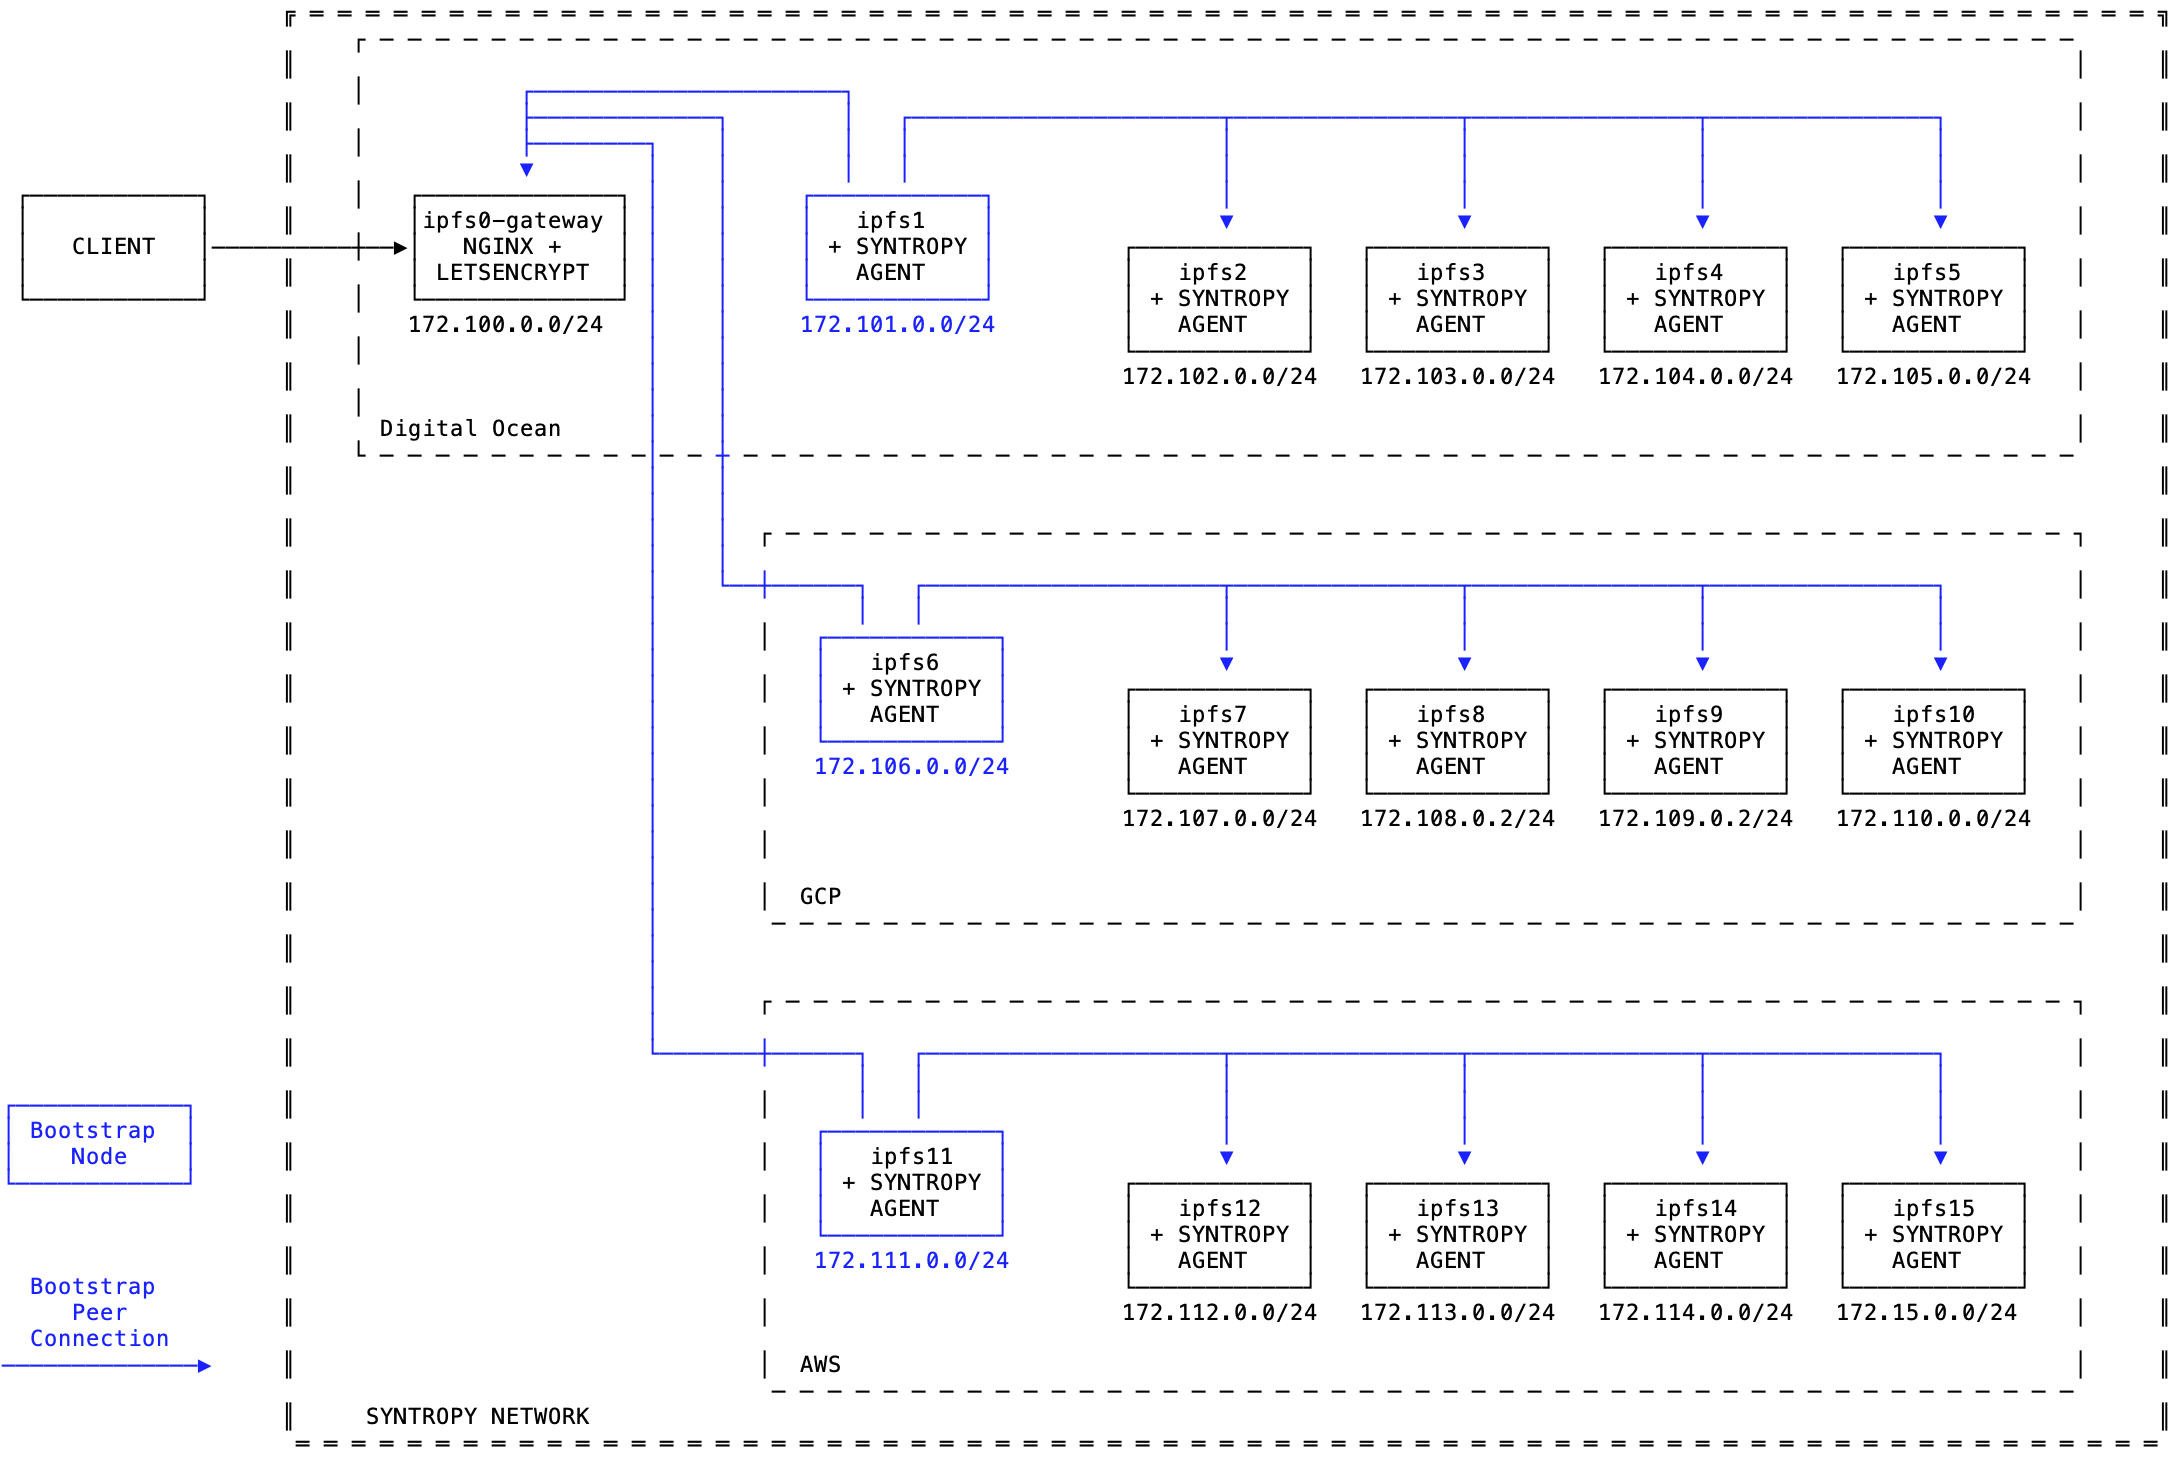 CLIENT
ipfs0-gateway
NGINX +
LETSENCRYPT
172.100.0.0/24
ipfs1
+ SYNTROPY
AGENT
172.101.0.0/24
ipfs2
+ SYNTROPY
AGENT
172.102.0.0/24
ipfs3
+ SYNTROPY
AGENT
172.103.0.0/24
ipfs4
+ SYNTROPY
AGENT
172.104.0.0/24
ipfs5
+ SYNTROPY
AGENT
172.105.0.0/24
Digital Ocean
ipfs6
+ SYNTROPY
AGENT
172.106.0.0/24
ipfs7
+ SYNTROPY
AGENT
172.107.0.0/24
ipfs8
+ SYNTROPY
AGENT
172.108.0.2/24
ipfs9
+ SYNTROPY
AGENT
172.109.0.2/24
ipfs10
+ SYNTROPY
AGENT
172.110.0.0/24
GCP
ipfs11
+ SYNTROPY
AGENT
172.111.0.0/24
ipfs12
+ SYNTROPY
AGENT
172.112.0.0/24
ipfs13
+ SYNTROPY
AGENT
172.113.0.0/24
ipfs14
+ SYNTROPY
AGENT
172.114.0.0/24
ipfs15
+ SYNTROPY
AGENT
172.15.0.0/24
AWS
SYNTROPY NETWORK
Bootstrap
Node
Bootstrap
Peer
Connection